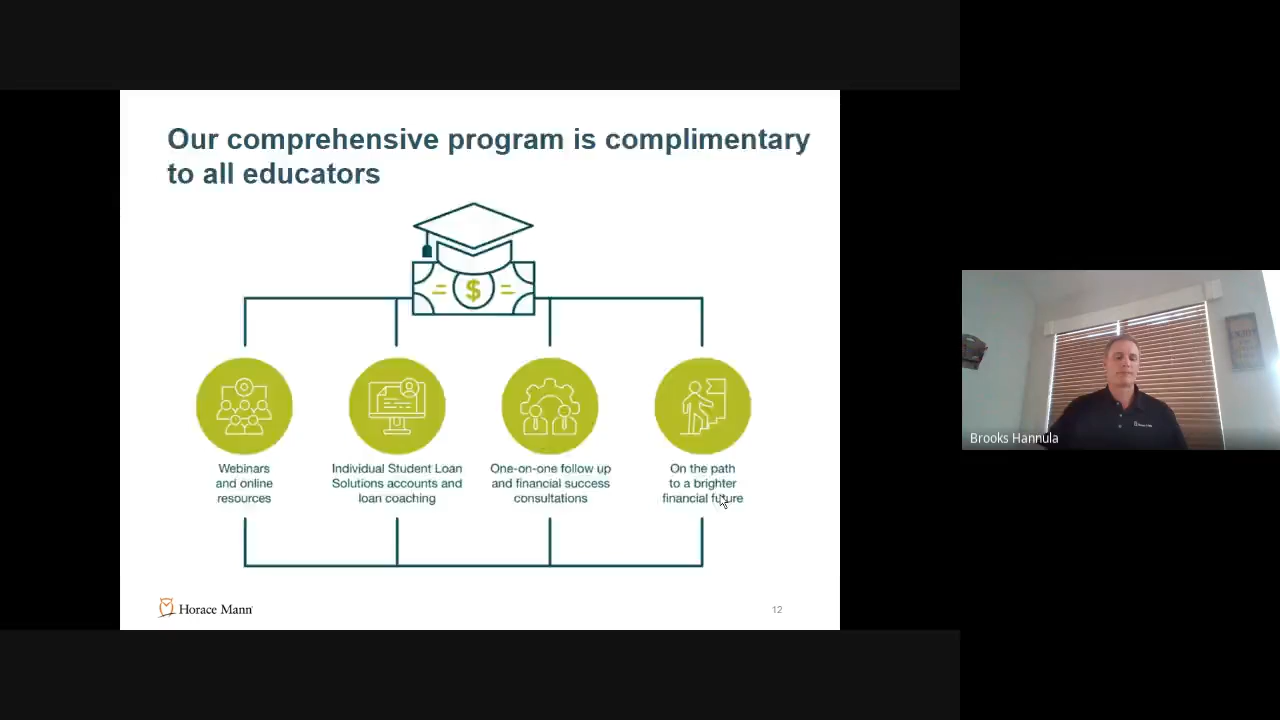 Our comprehensive program is complimentary
to all educators
$
Webinars
and online
resources
Individual Student Loan
Solutions accounts and
loan coaching
One-on-one follow up
and financial success
consultations
On the path
to a brighter
financial future
Horace Mann
12
Brooks Hannula